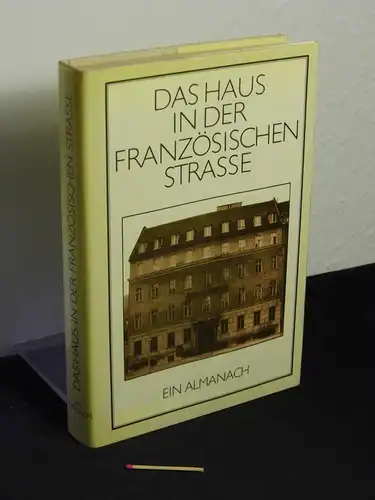 DAS HAUS
IN DER
FRANZÖSISCHEN
STRASSE
EIN ALMANACH
DAS HAUS IN DER FRANZÖSISCHEN STRASSE